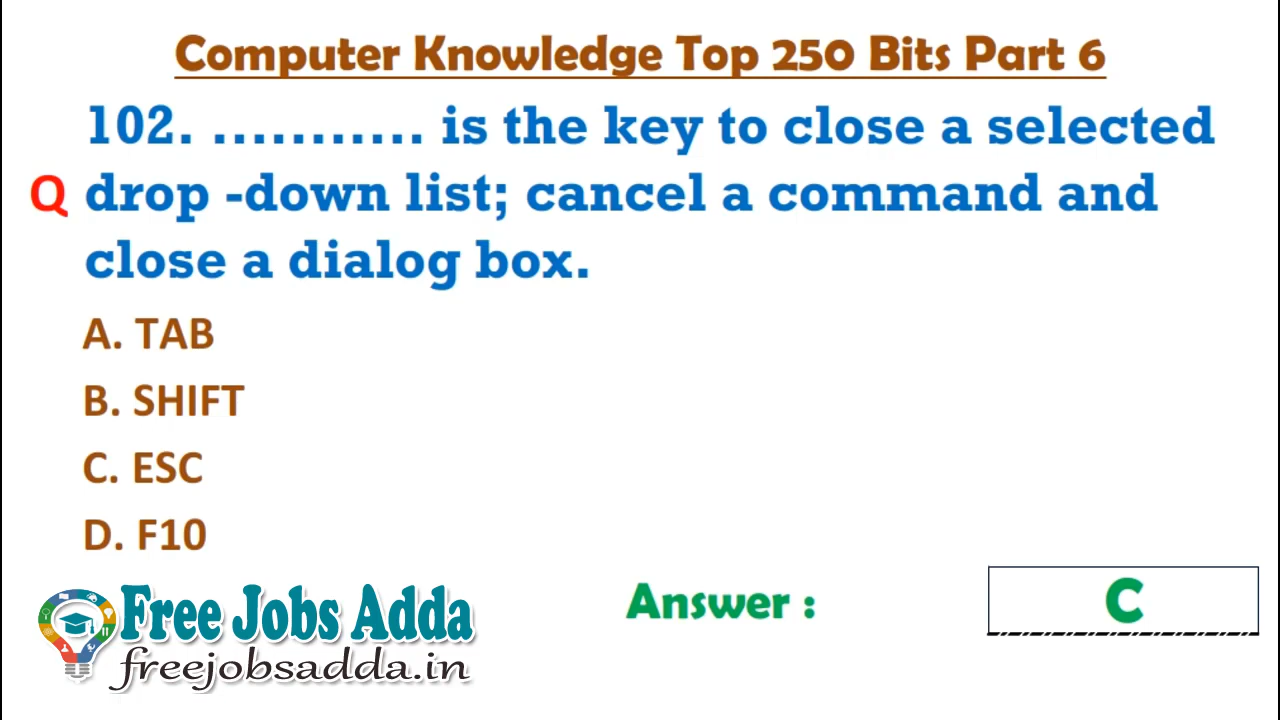 Computer Knowledge Top 250 Bits Part 6
102. ........... is the key to close a selected
Q drop -down list; cancel a command and
close a dialog box.
A. TAB
B. SHIFT
C. ESC
D. F10
Free Jobs Adda
freejobsadda.in
Answer : C